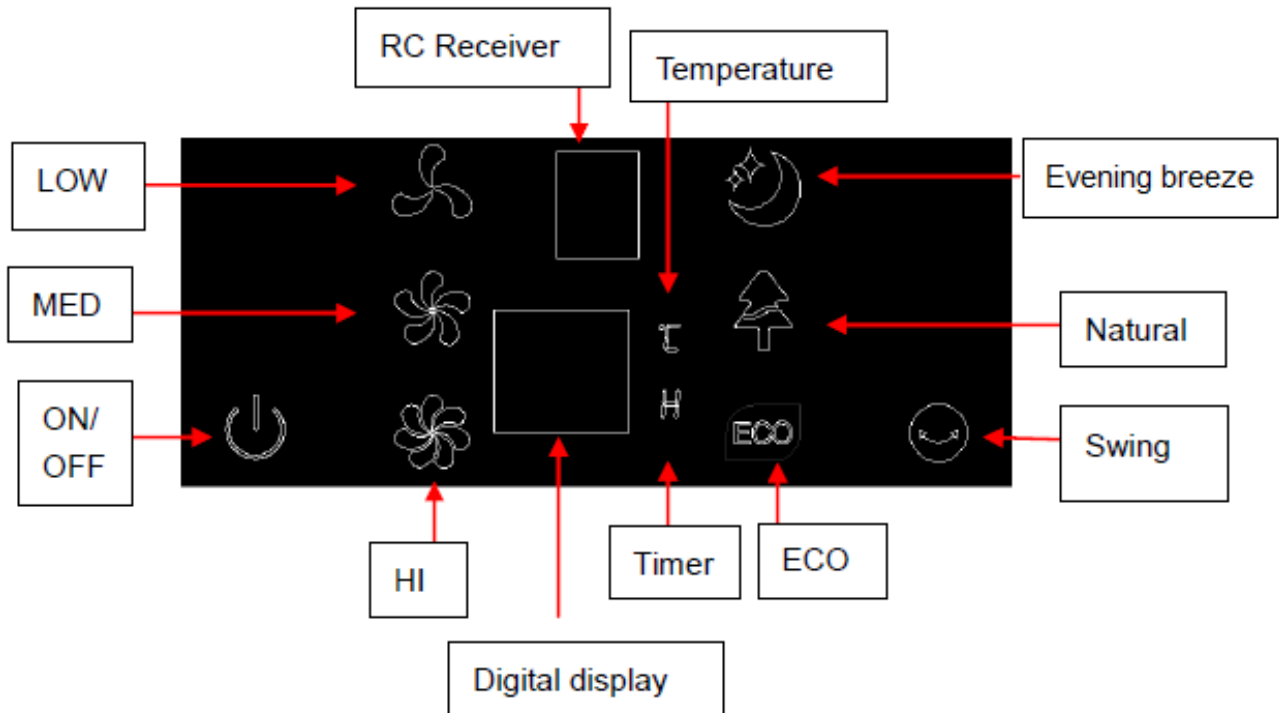 RC Receiver
Temperature
LOW
Evening breeze
MED
Natural
℃
H
ON/
OFF
ECO
Swing
HI
Timer
ECO
Digital display